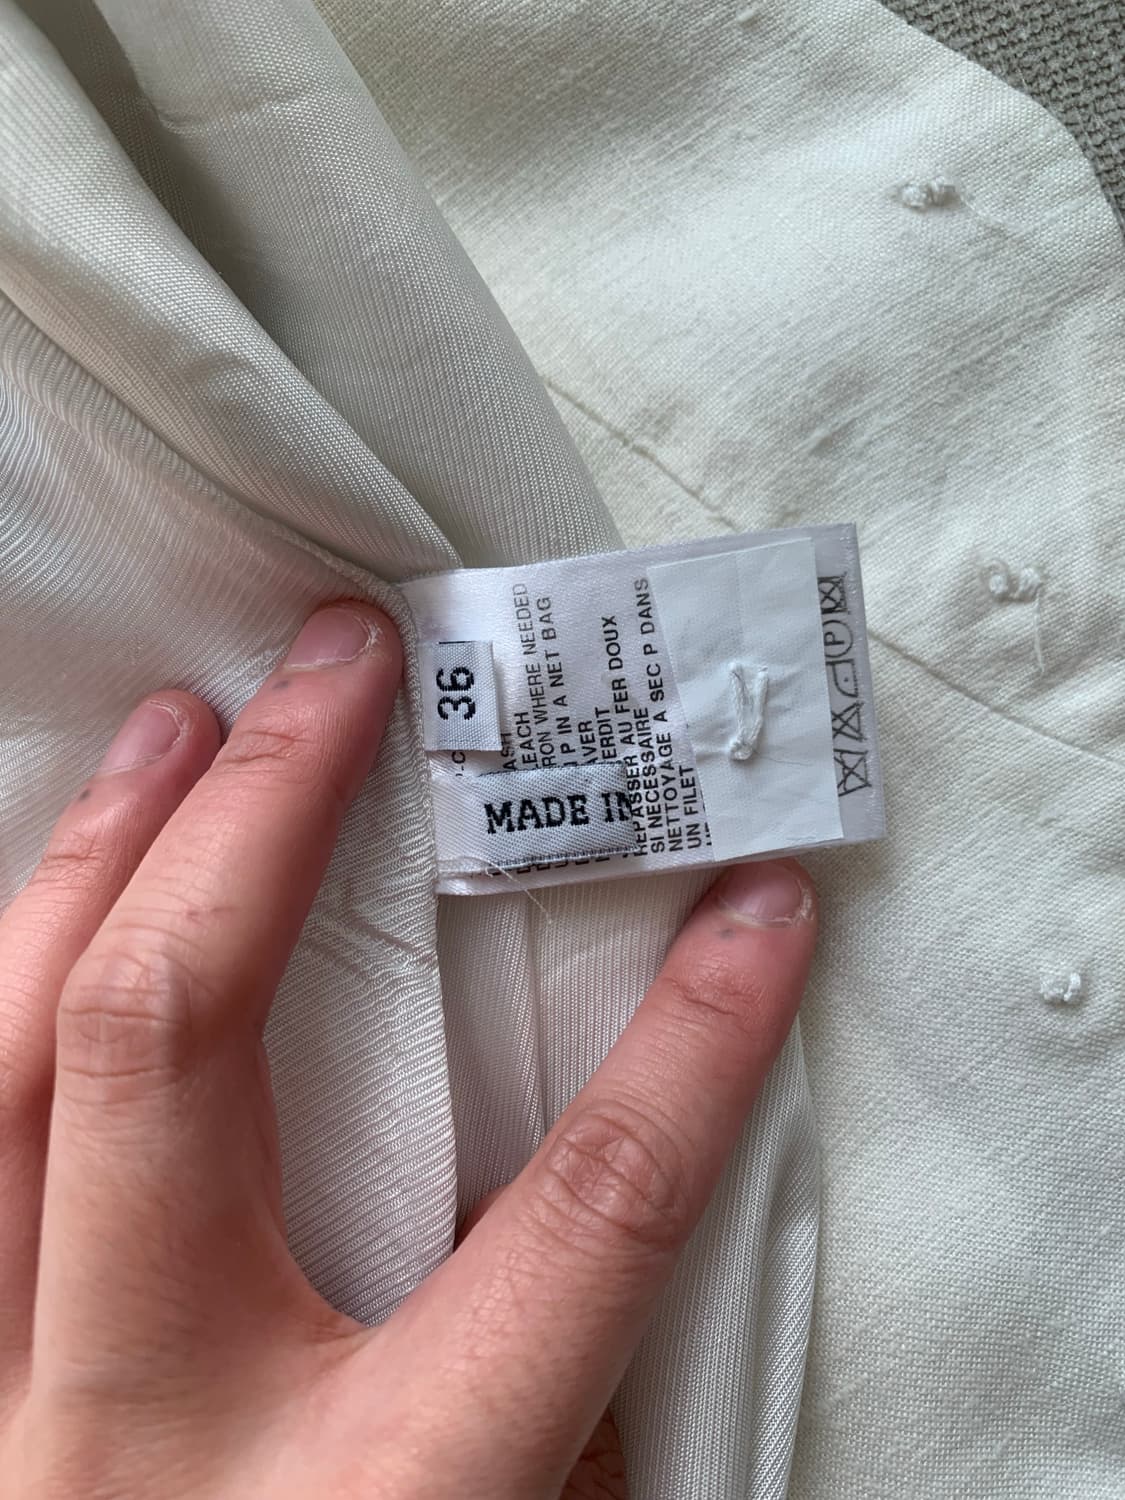 36
-C
ASH
LEACH
RON WHERE NEEDED
P IN A NET BAG
AVER
ERDIT
REPASSER AU FER DOUX
SI NECESSAIRE
NETTOYAGE A SEC P DANS
UN FILET
MADE IN
P